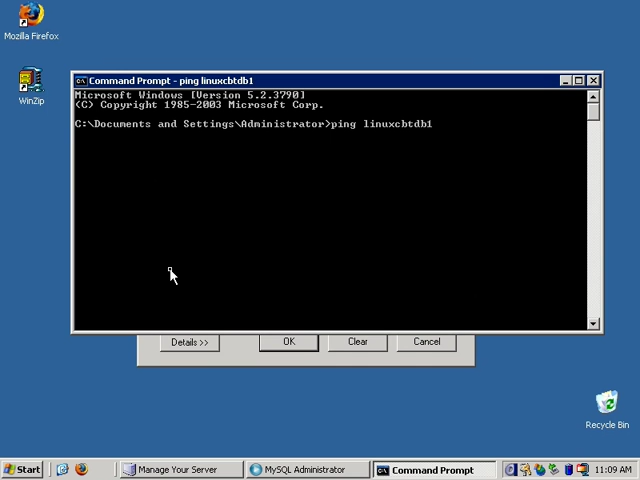 Mozilla Firefox
WinZip
Command Prompt - ping linuxcbtdb1
Microsoft Windows [Version 5.2.3790]
(C) Copyright 1985-2003 Microsoft Corp.
C:\Documents and Settings\Administrator>ping linuxcbtdb1
Details >> OK Clear Cancel
Recycle Bin
Start Manage Your Server MySQL Administrator Command Prompt 11:09 AM